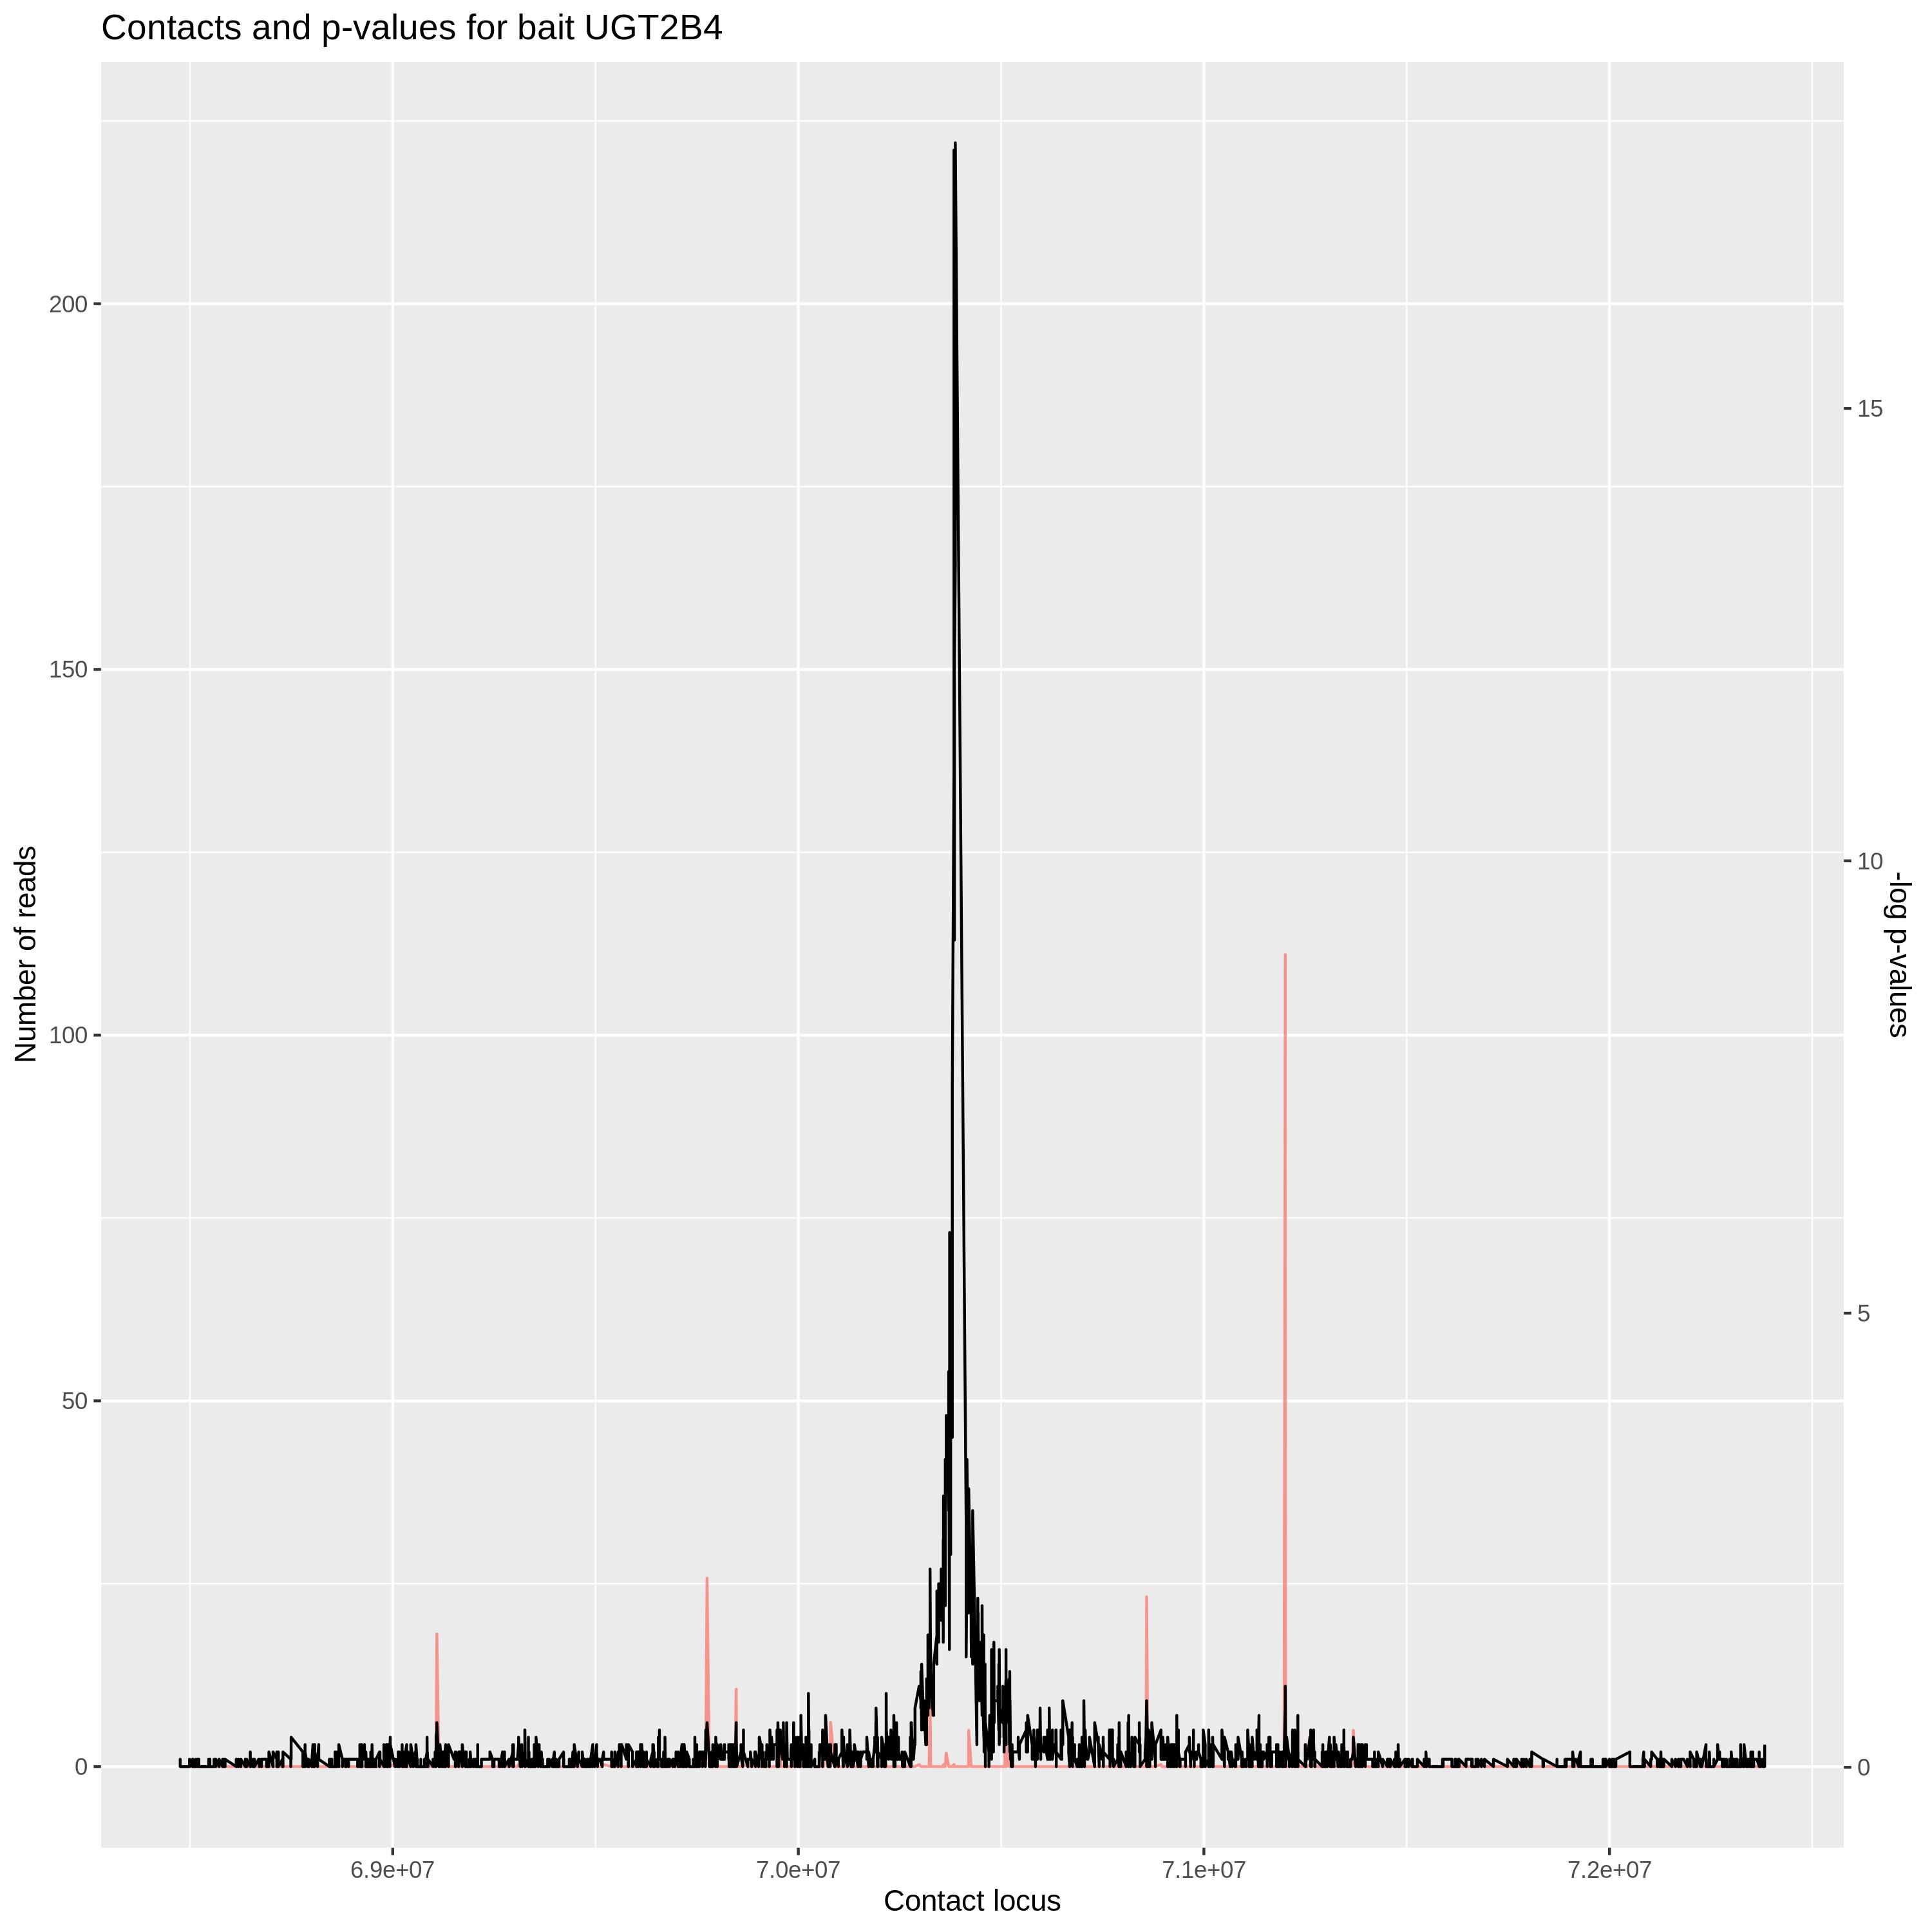 Contacts and p-values for bait UGT2B4
Number of reads
200
150
100
50
0
15
10
5
0
-log p-values
6.9e+07
7.0e+07
7.1e+07
7.2e+07
Contact locus